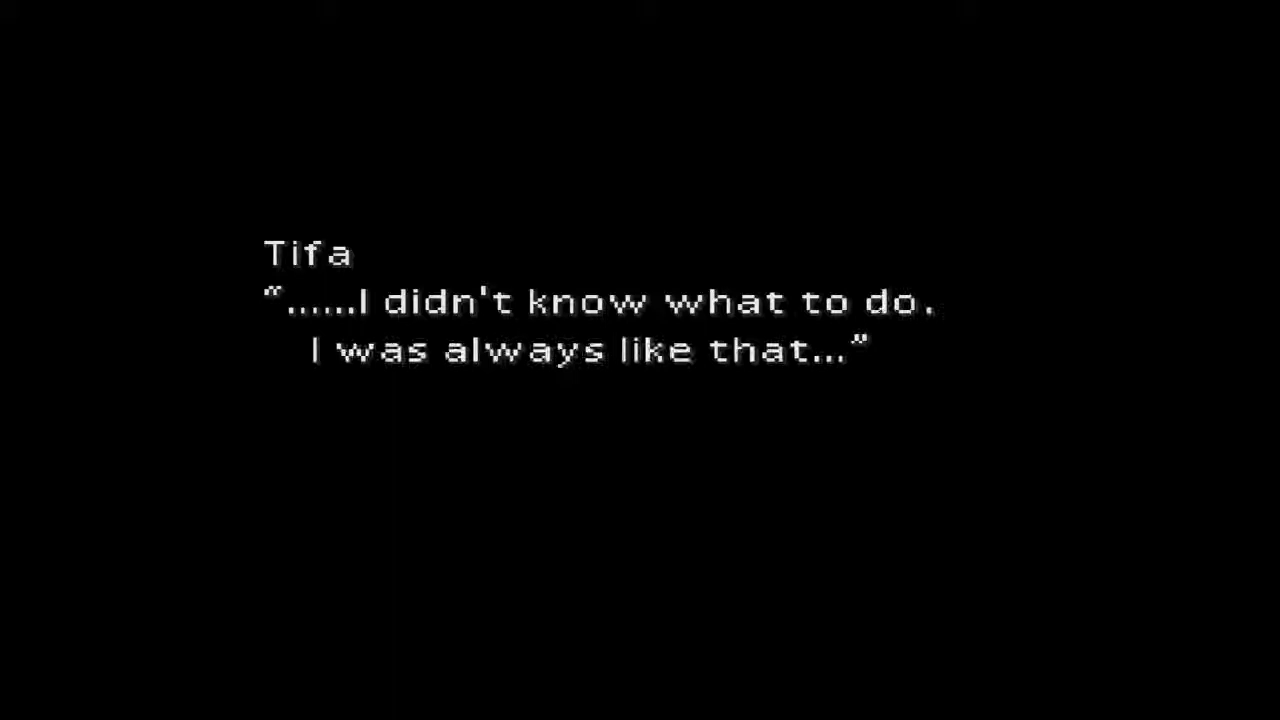 Tifa
“......I didn't know what to do.
I was always like that...”